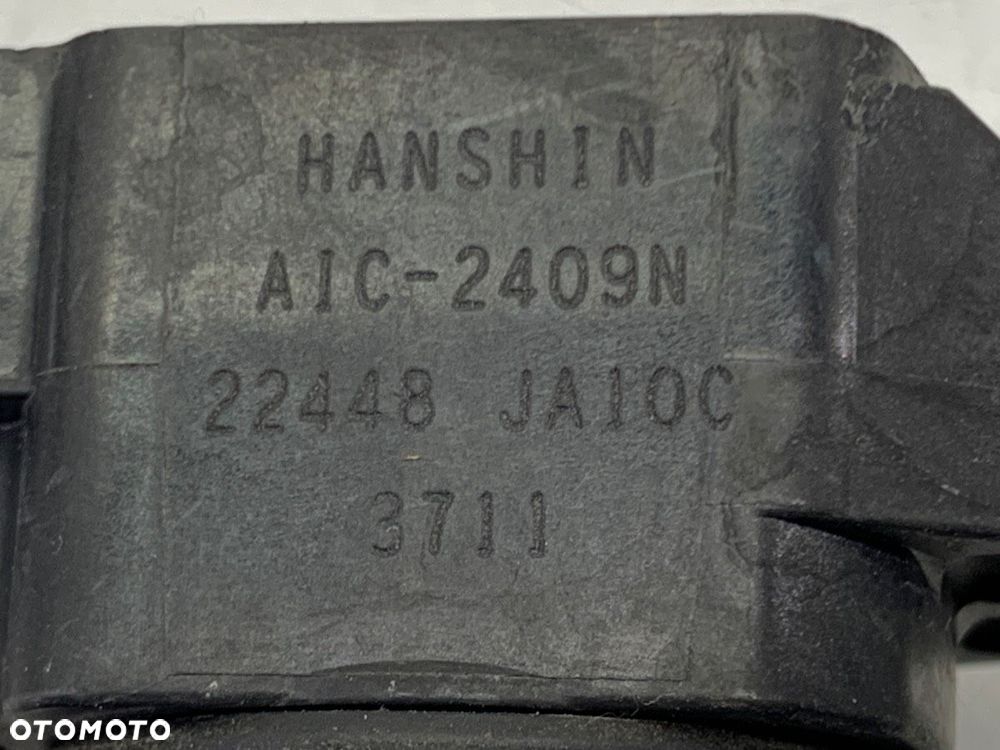 HANSHIN
AIC-2409N
22448 JA10C
3711
OTOMOTO